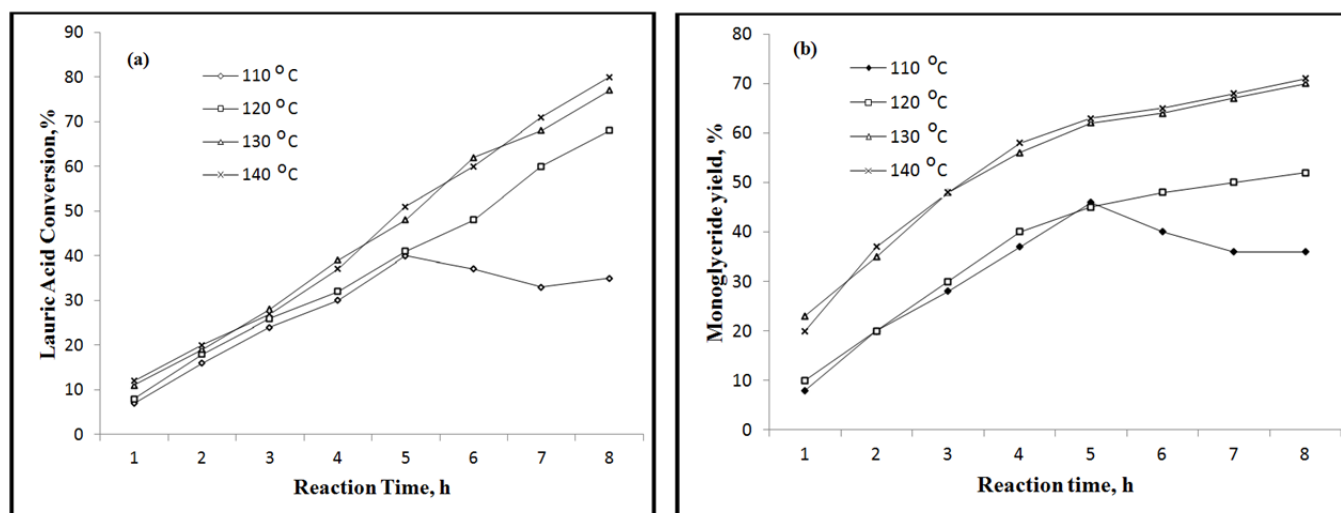 (a)
Lauric Acid Conversion,%
90
80
70
60
50
40
30
20
10
0
110 °C
120 °C
130 °C
140 °C
1 2 3 4 5 6 7 8
Reaction Time, h
(b)
Monoglycride yield, %
80
70
60
50
40
30
20
10
0
110 °C
120 °C
130 °C
140 °C
1 2 3 4 5 6 7 8
Reaction time, h